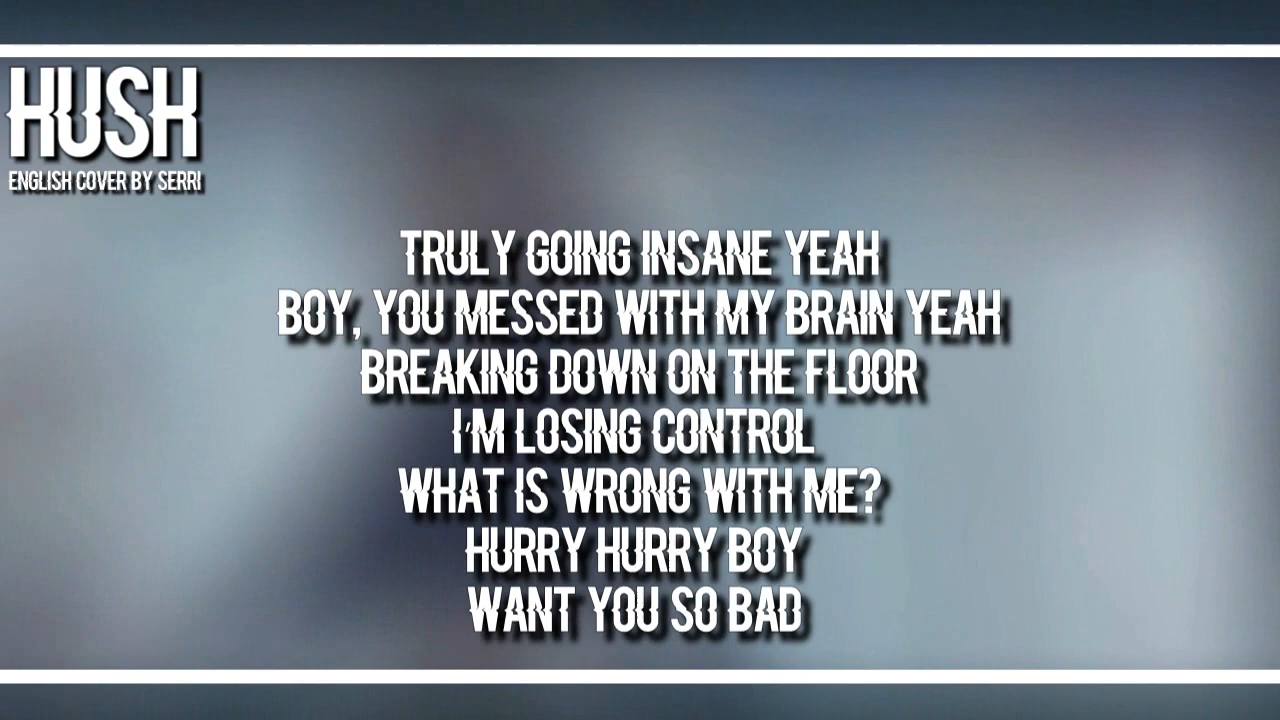 HUSH
ENGLISH COVER BY SERRI
TRULY GOING INSANE YEAH
BOY, YOU MESSED WITH MY BRAIN YEAH
BREAKING DOWN ON THE FLOOR
I'M LOSING CONTROL
WHAT IS WRONG WITH ME?
HURRY HURRY BOY
WANT YOU SO BAD